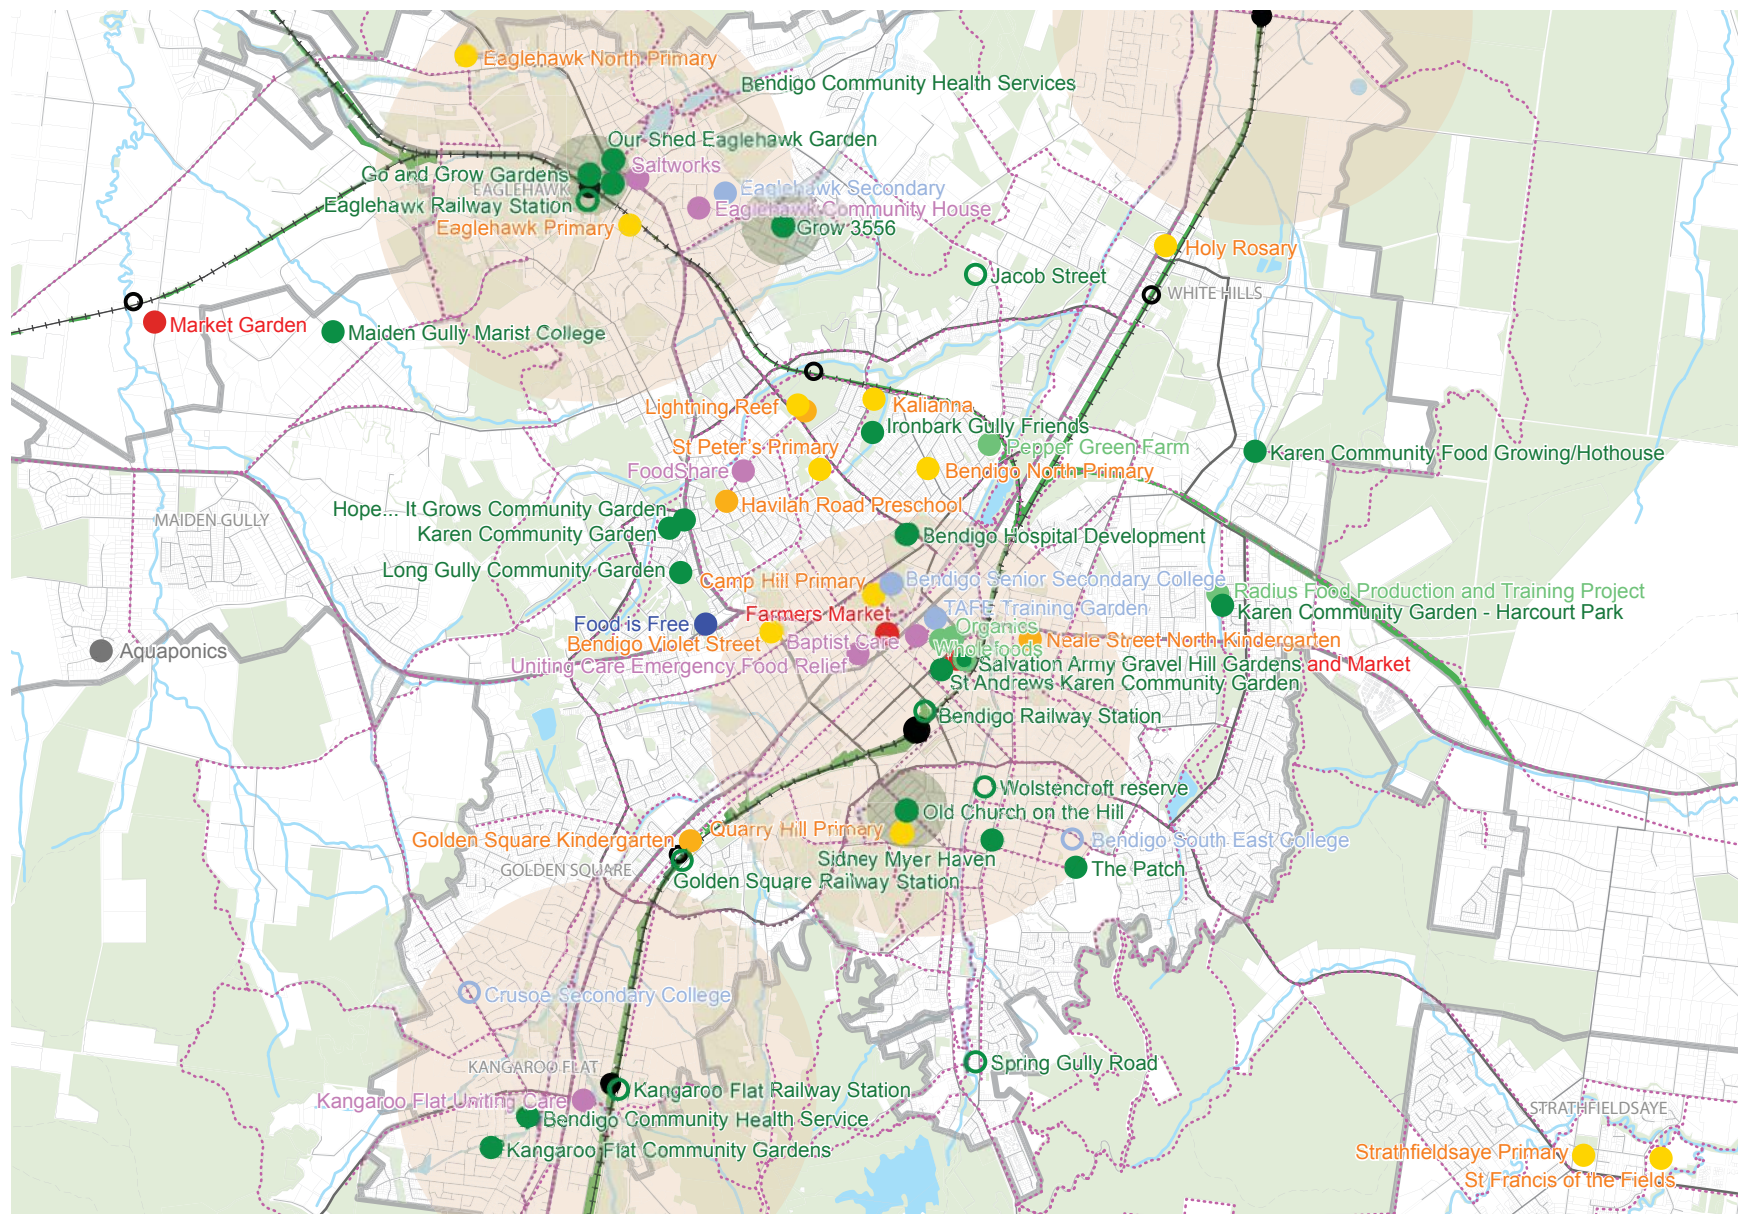 Eaglehawk North Primary
Bendigo Community Health Services
Our Shed Eaglehawk Garden
Saltworks
Go and Grow Gardens
EAGLEHAWK
Eaglehawk Secondary
Eaglehawk Railway Station
Eaglehawk Community House
Eaglehawk Primary
Grow 3556
Holy Rosary
Jacob Street
WHITE HILLS
Market Garden
Maiden Gully Marist College
Lightning Reef
Kalianna
Ironbark Gully Friends
St Peter's Primary
Pepper Green Farm
Karen Community Food Growing/Hothouse
FoodShare
Bendigo North Primary
Havilah Road Preschool
Hope... It Grows Community Garden
MAIDEN GULLY
Karen Community Garden
Bendigo Hospital Development
Long Gully Community Garden
Camp Hill Primary
Bendigo Senior Secondary College
Radius Food Production and Training Project
TAFE Training Garden
Karen Community Garden - Harcourt Park
Farmers Market
Food is Free
Organics
Bendigo Violet Street
Baptist Care
Neale Street North Kindergarten
Aquaponics
Wholefoods
Uniting Care Emergency Food Relief
Salvation Army Gravel Hill Gardens and Market
St Andrews Karen Community Garden
Bendigo Railway Station
Wolstencroft reserve
Old Church on the Hill
Quarry Hill Primary
Golden Square Kindergarten
Bendigo South East College
Sidney Myer Haven
GOLDEN SQUARE
The Patch
Golden Square Railway Station
Crusoe Secondary College
Spring Gully Road
KANGAROO FLAT
Kangaroo Flat Railway Station
Kangaroo Flat Uniting Care
STRATHFIELDSAYE
Bendigo Community Health Service
Kangaroo Flat Community Gardens
Strathfieldsaye Primary
St Francis of the Fields